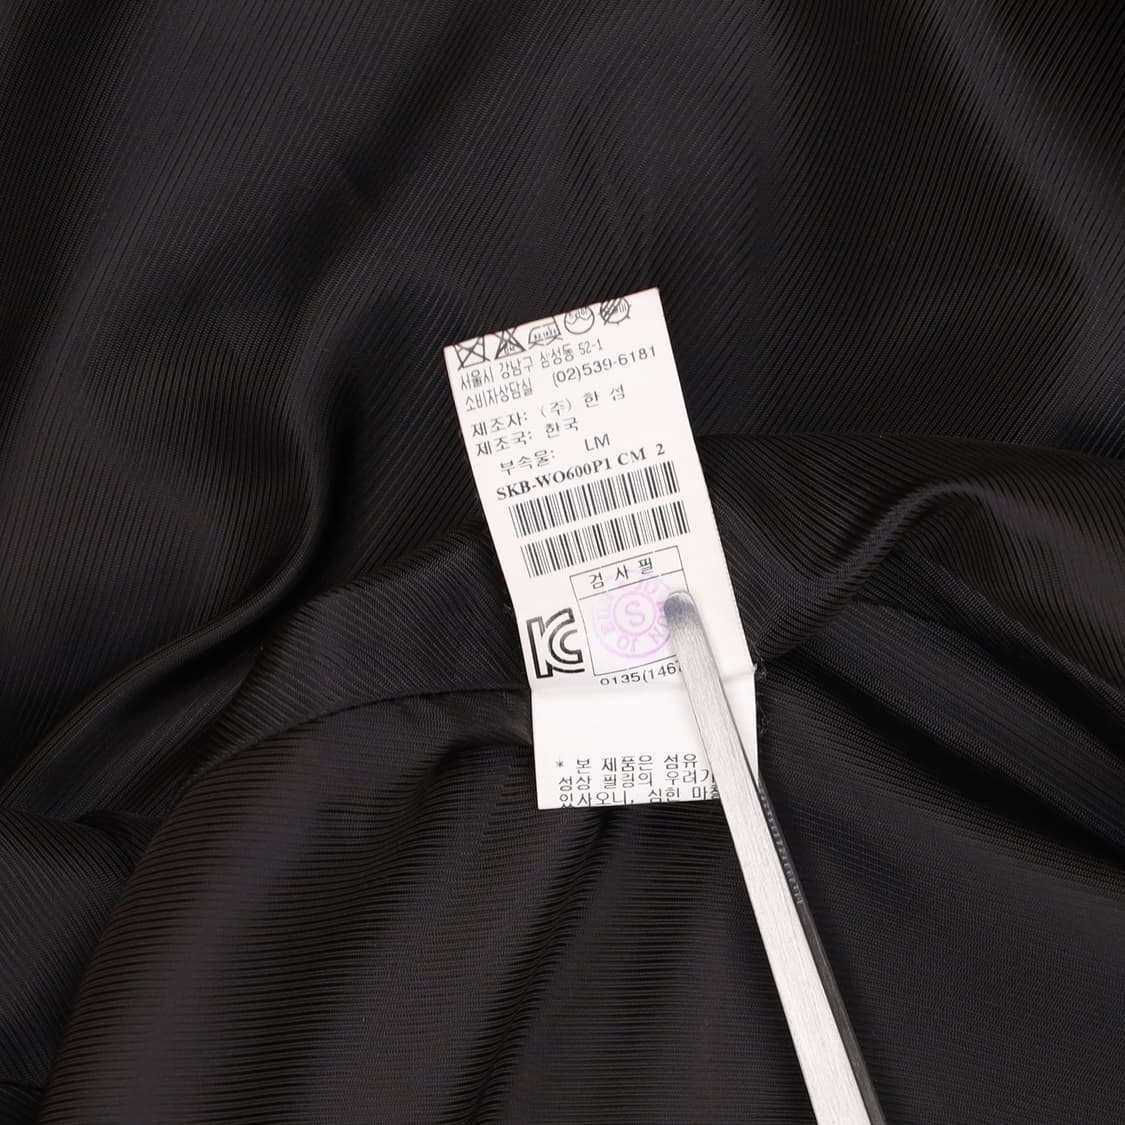 서울시 강남구 삼성동 52-1
소비자상담실 (02)539-6181
제조자: (주) 한 섬
제조국: 한국
부속물: LM
SKB-WO600P1 CM 2
검 사 필
S
KC
0135(146
* 본 제품은 섬유
성상 필링의 우려가
있사오니, 심한 마찰